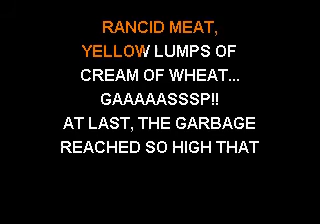 RANCID MEAT,
YELLOW LUMPS OF
CREAM OF WHEAT...
GAAAAASSSP!!
AT LAST, THE GARBAGE
REACHED SO HIGH THAT